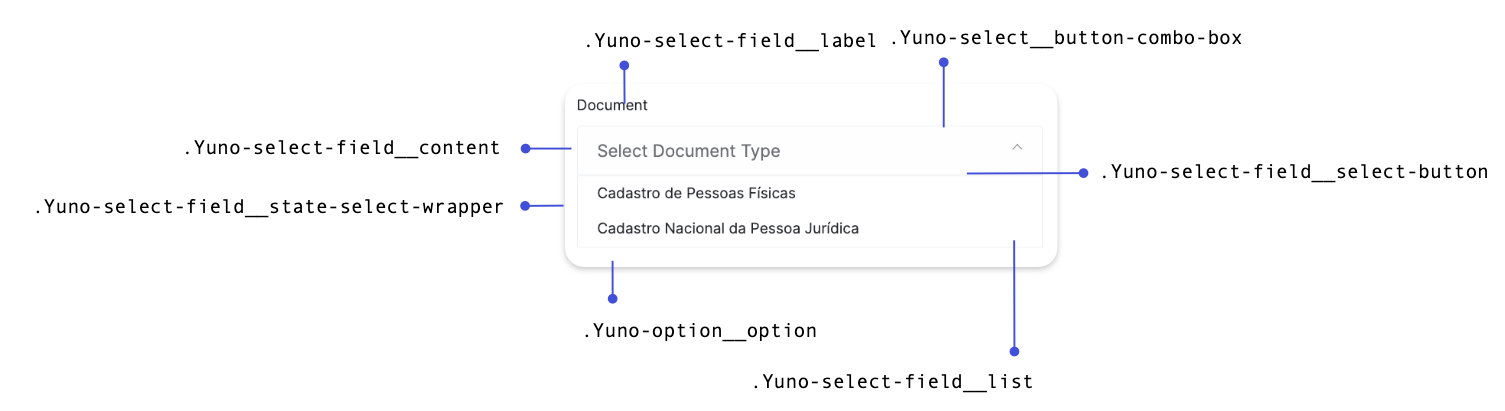 .Yuno-select-field__label
.Yuno-select__button-combo-box
Document
.Yuno-select-field__content
Select Document Type
.Yuno-select-field__select-button
Cadastro de Pessoas Físicas
.Yuno-select-field__state-select-wrapper
Cadastro Nacional da Pessoa Jurídica
.Yuno-option__option
.Yuno-select-field__list